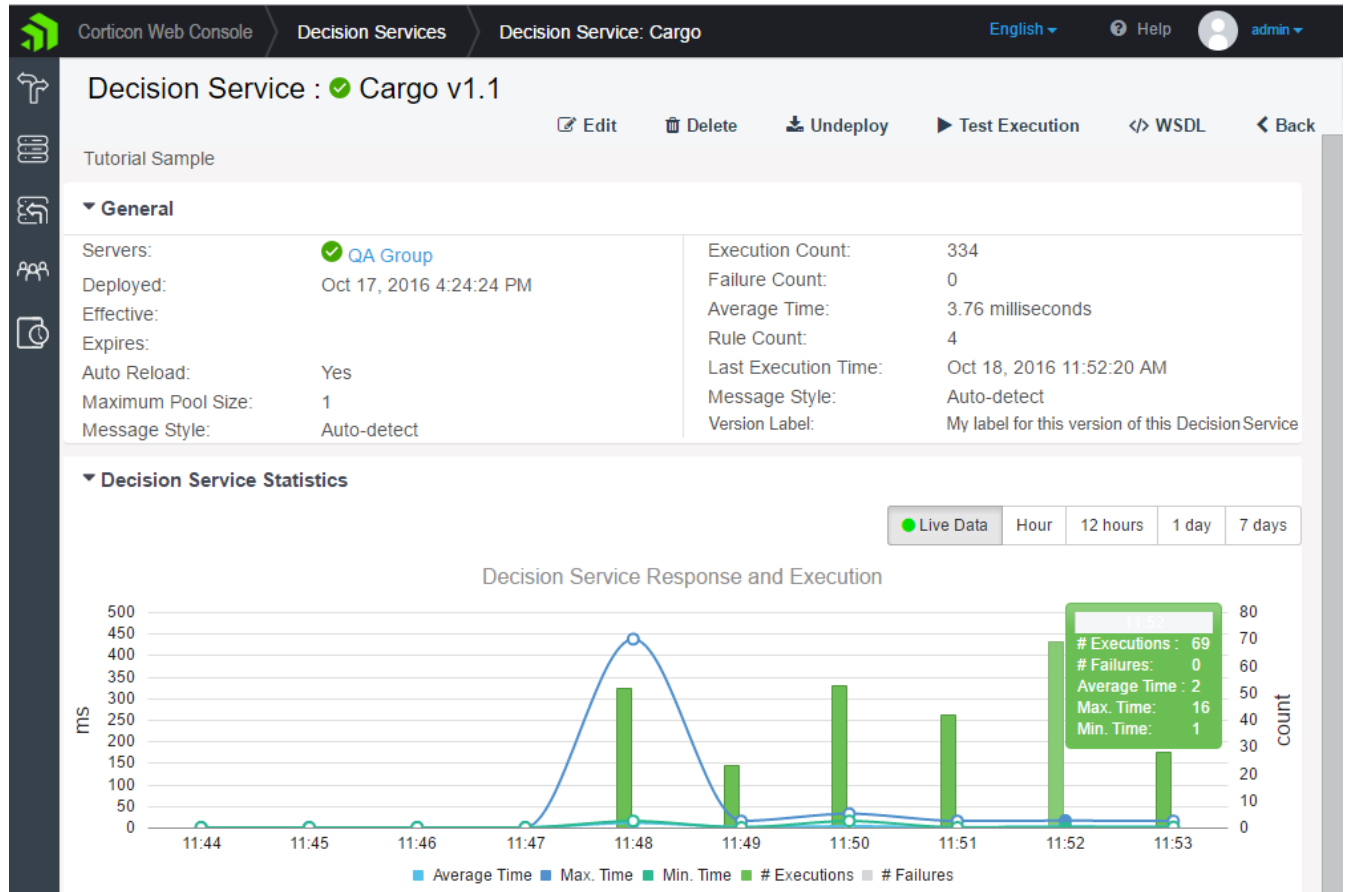 Corticon Web Console Decision Services Decision Service: Cargo English Help admin
Decision Service : Cargo v1.1
Edit Delete Undeploy Test Execution </> WSDL Back
Tutorial Sample
General
Servers: QA Group
Deployed: Oct 17, 2016 4:24:24 PM
Effective:
Expires:
Auto Reload: Yes
Maximum Pool Size: 1
Message Style: Auto-detect
Execution Count: 334
Failure Count: 0
Average Time: 3.76 milliseconds
Rule Count: 4
Last Execution Time: Oct 18, 2016 11:52:20 AM
Message Style: Auto-detect
Version Label: My label for this version of this Decision Service
Decision Service Statistics
Live Data Hour 12 hours 1 day 7 days
Decision Service Response and Execution
500
450
400
350
300
250
200
150
100
50
0
ms
11:52
# Executions : 69
# Failures: 0
Average Time : 2
Max. Time: 16
Min. Time: 1
80
70
60
50
40
30
20
10
0
count
11:44 11:45 11:46 11:47 11:48 11:49 11:50 11:51 11:52 11:53
Average Time Max. Time Min. Time # Executions # Failures